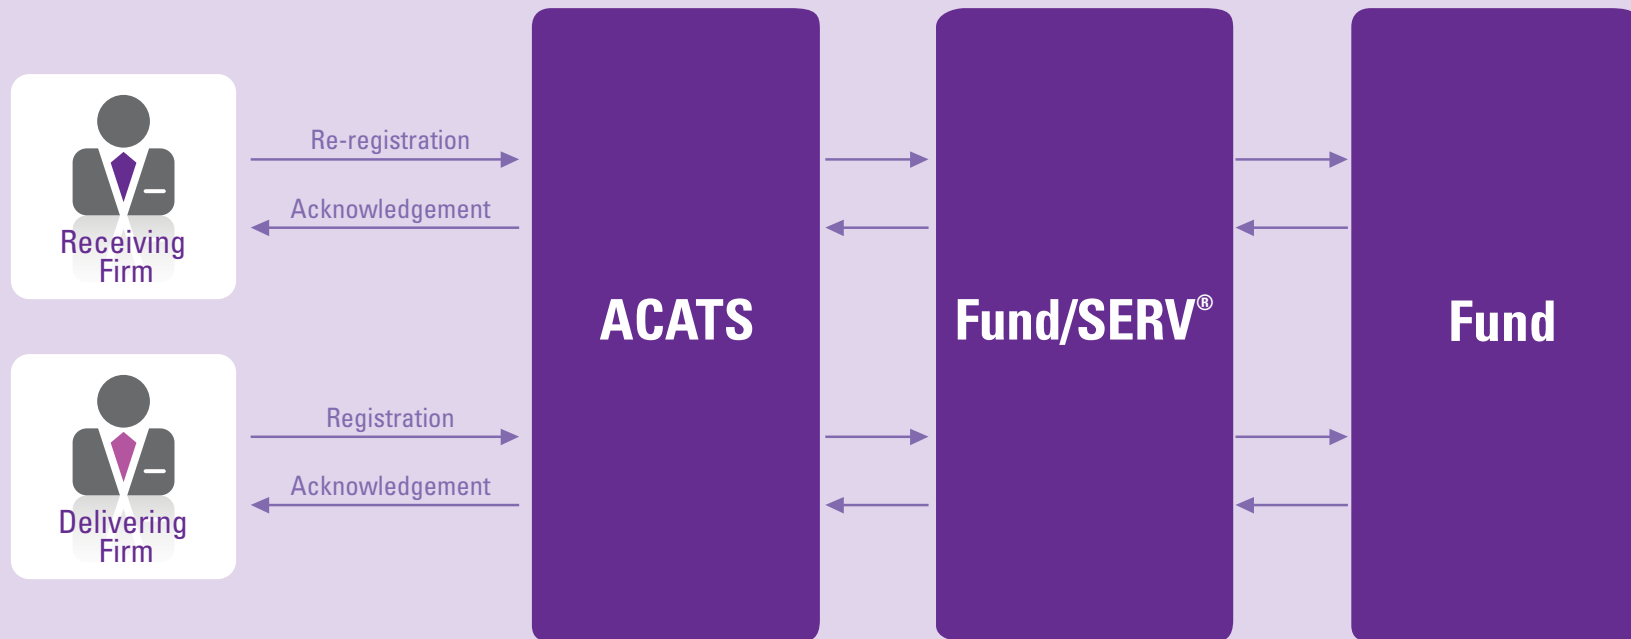 Re-registration
Acknowledgement
Receiving
Firm
ACATS
Fund/SERV®
Fund
Registration
Acknowledgement
Delivering
Firm